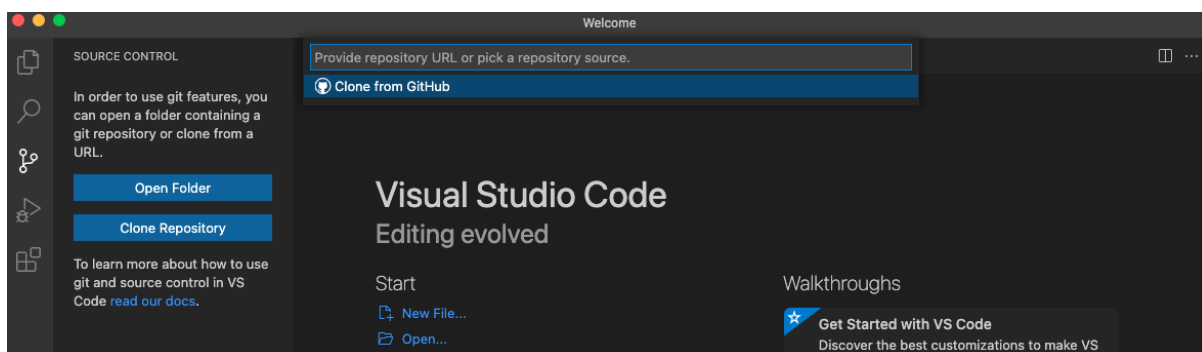 Welcome
SOURCE CONTROL
In order to use git features, you
can open a folder containing a
git repository or clone from a
URL.
Open Folder
Clone Repository
To learn more about how to use
git and source control in VS
Code read our docs.
Provide repository URL or pick a repository source.
Clone from GitHub
Visual Studio Code
Editing evolved
Start
New File...
Open...
Walkthroughs
Get Started with VS Code
Discover the best customizations to make VS